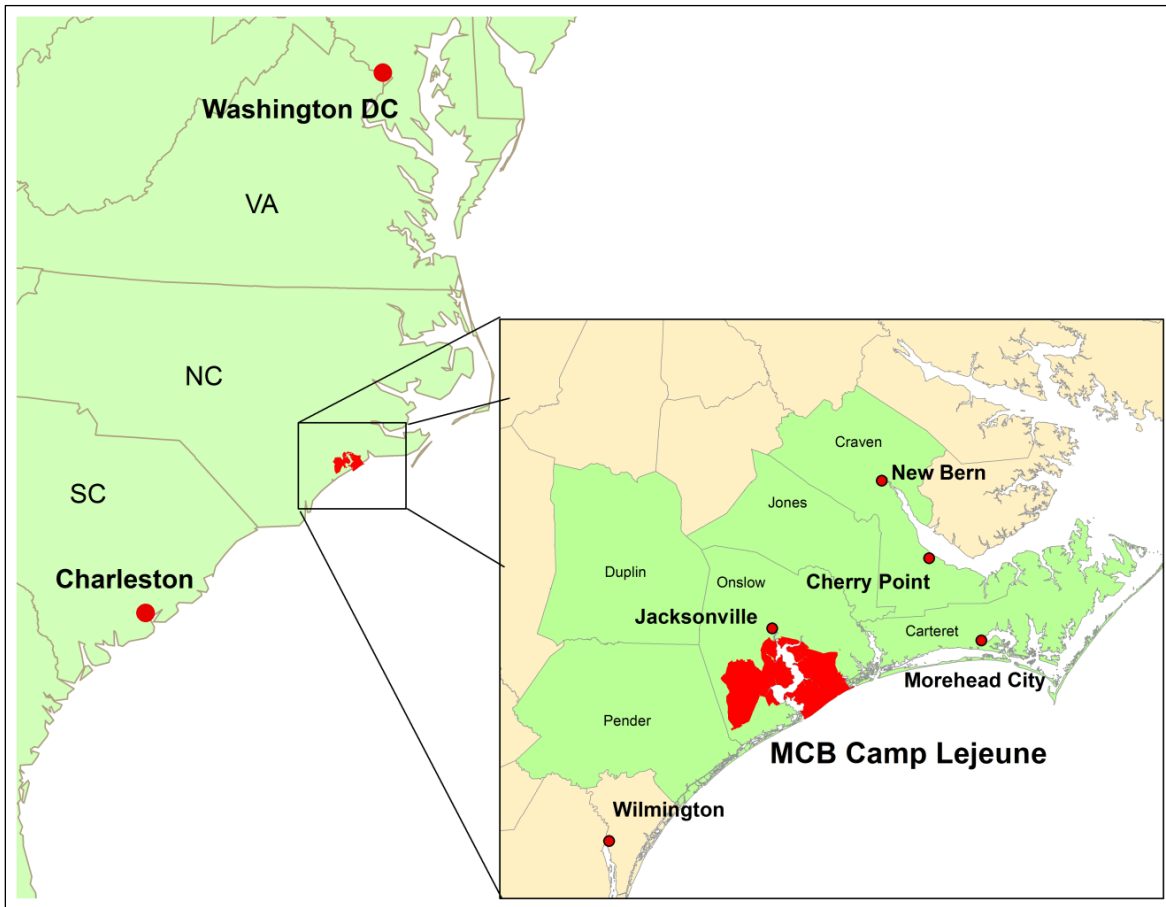 Washington DC
VA
NC
SC
Charleston
Craven
New Bern
Jones
Duplin
Onslow
Cherry Point
Jacksonville
Carteret
Morehead City
Pender
MCB Camp Lejeune
Wilmington